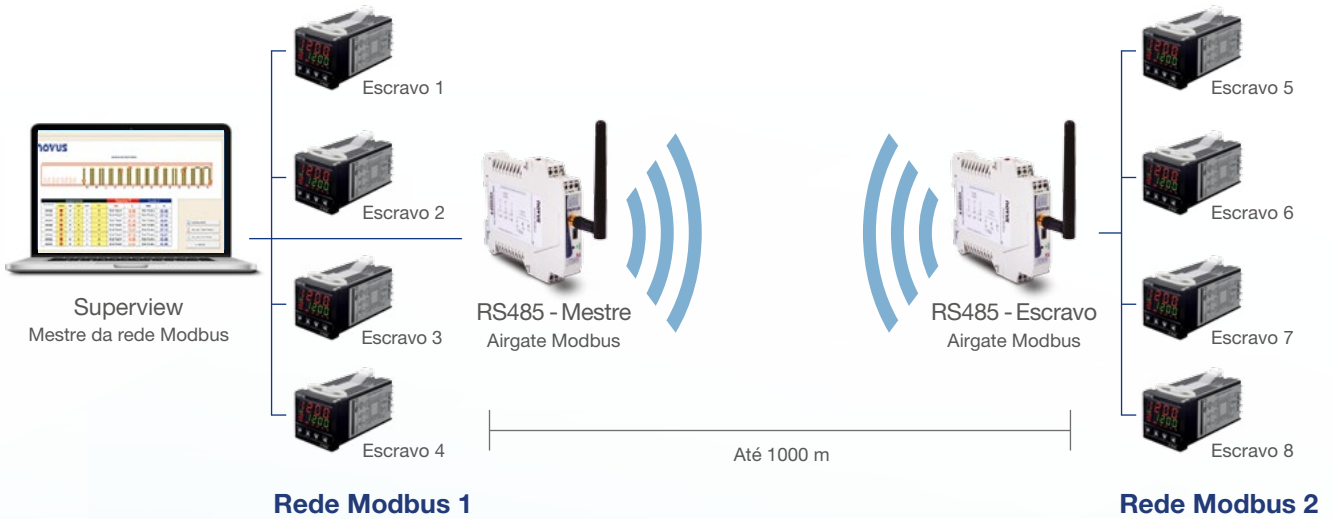 Escravo 1
Escravo 2
Escravo 3
Escravo 4
novus
Superview
Mestre da rede Modbus
RS485 - Mestre
Airgate Modbus
RS485 - Escravo
Airgate Modbus
Até 1000 m
Escravo 5
Escravo 6
Escravo 7
Escravo 8
Rede Modbus 1
Rede Modbus 2